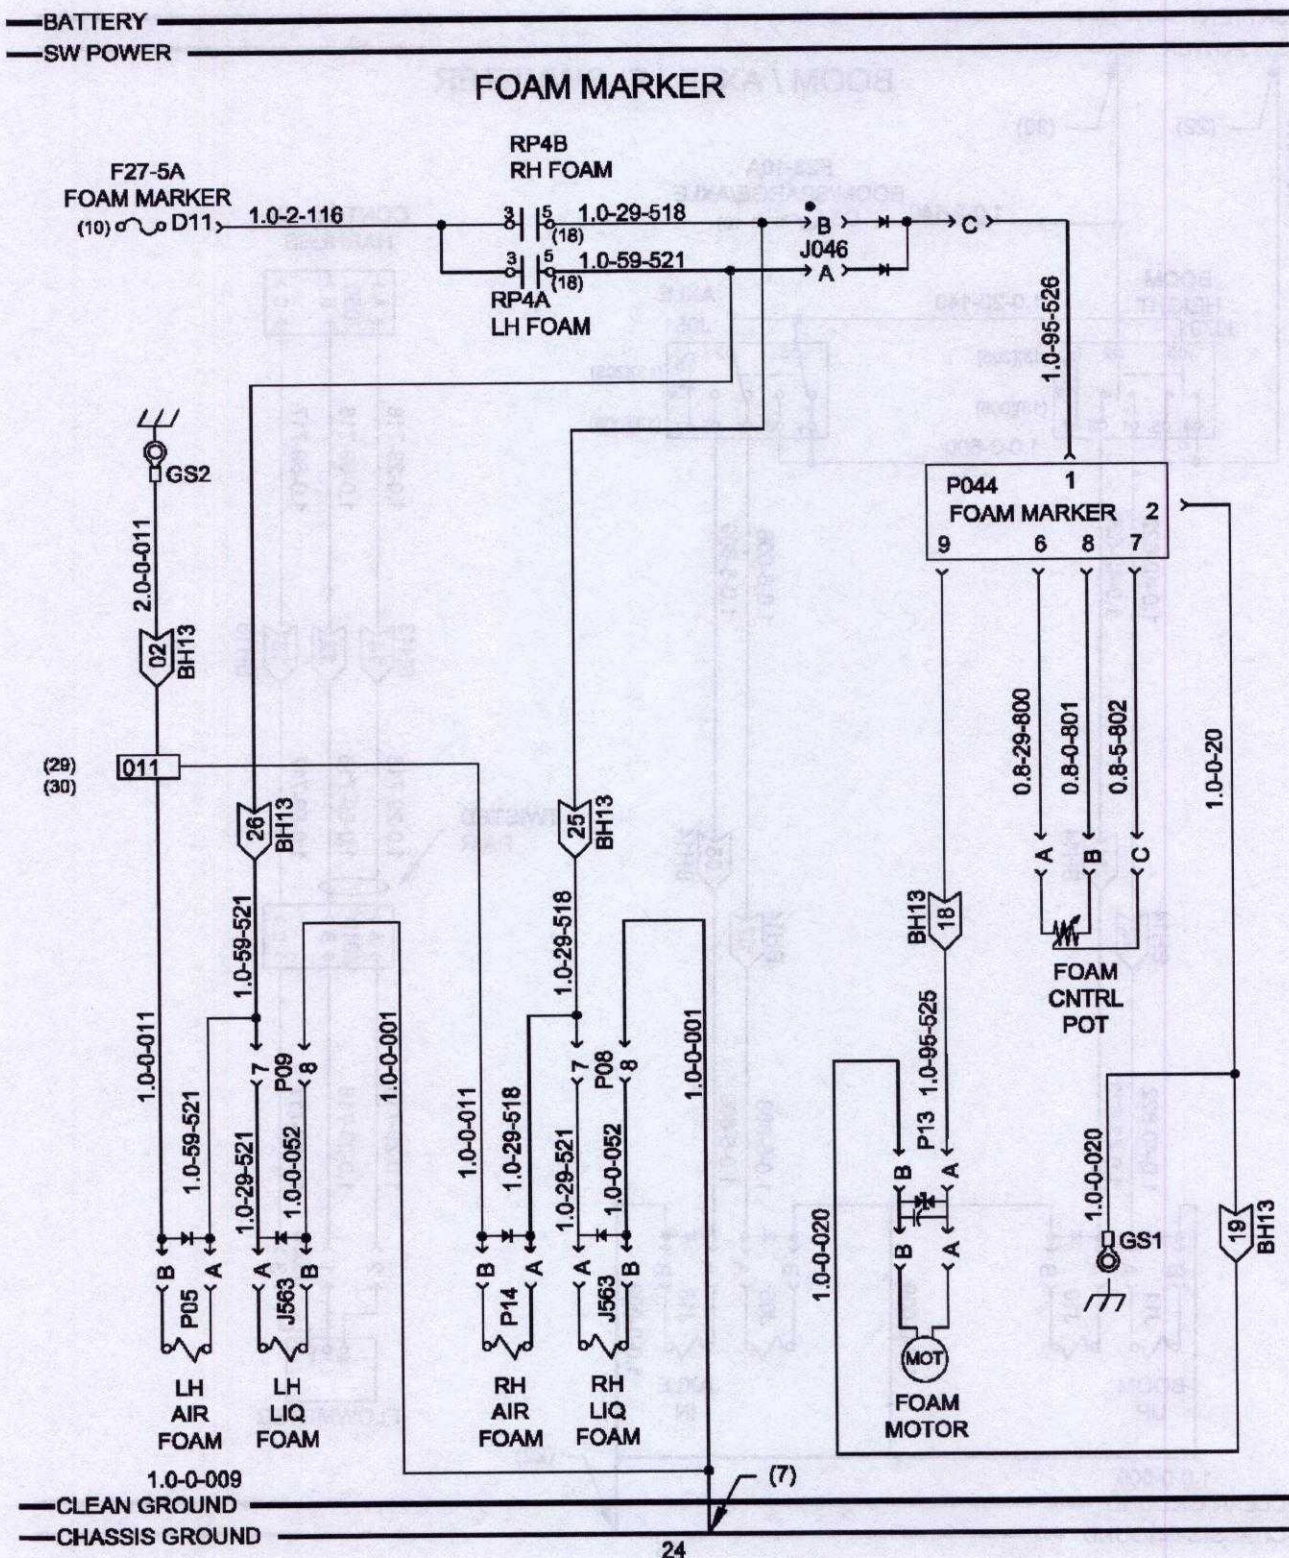 BATTERY
SW POWER
FOAM MARKER
F27-5A
FOAM MARKER
(10)
D11
1.0-2-116
RP4B
RH FOAM
3
5
(18)
1.0-29-518
3
5
(18)
1.0-59-521
RP4A
LH FOAM
B
J046
A
C
1.0-95-526
GS2
2.0-0-011
02
BH13
(29)
(30)
011
26
BH13
25
BH13
P044
FOAM MARKER
1
2
9
6
8
7
0.8-29-800
0.8-0-801
0.8-5-802
1.0-0-20
A
B
C
FOAM
CNTRL
POT
BH13
18
1.0-95-525
P13
B
A
B
A
MOT
FOAM
MOTOR
1.0-0-020
1.0-0-020
GS1
19
BH13
1.0-59-521
1.0-29-518
1.0-0-011
1.0-59-521
7
P09
8
1.0-29-521
1.0-0-052
1.0-0-001
1.0-0-011
1.0-29-518
7
P08
8
1.0-29-521
1.0-0-052
1.0-0-001
B
P05
A
A
J563
B
B
P14
A
A
J563
B
LH
AIR
FOAM
LH
LIQ
FOAM
RH
AIR
FOAM
RH
LIQ
FOAM
1.0-0-009
(7)
CLEAN GROUND
CHASSIS GROUND
24